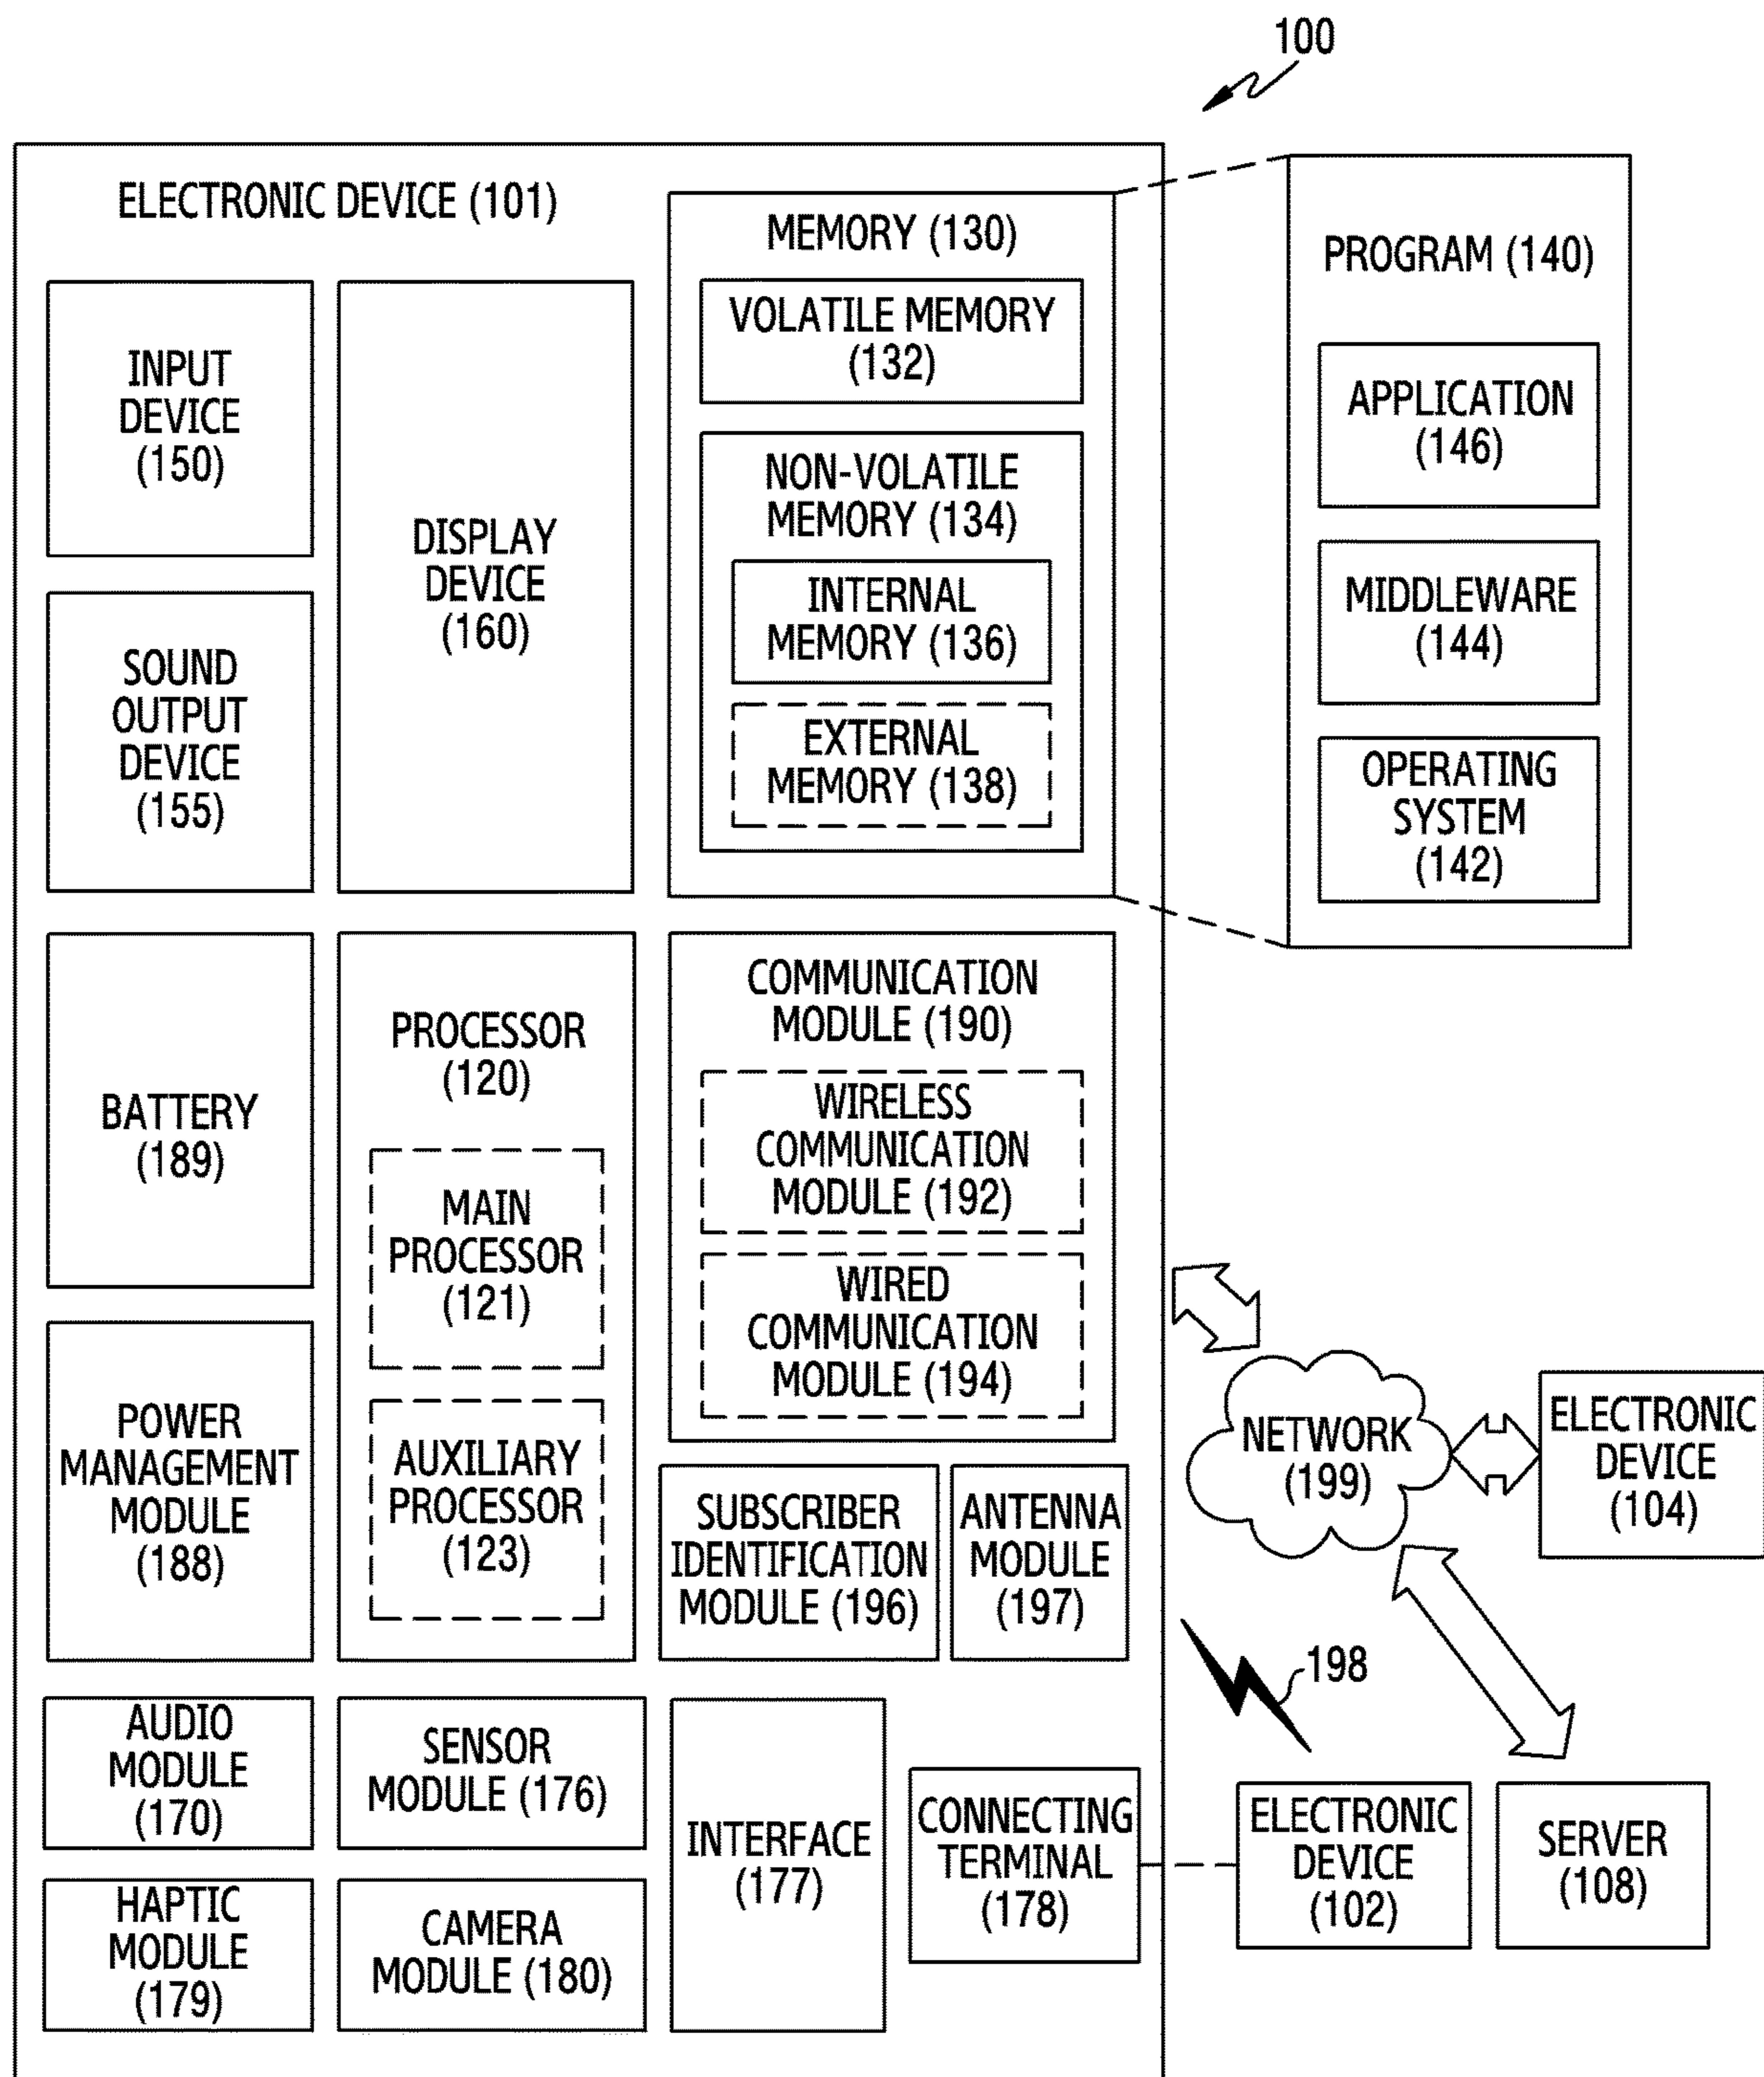 100
ELECTRONIC DEVICE (101)
INPUT
DEVICE
(150)
SOUND
OUTPUT
DEVICE
(155)
DISPLAY
DEVICE
(160)
MEMORY (130)
VOLATILE MEMORY
(132)
NON-VOLATILE
MEMORY (134)
INTERNAL
MEMORY (136)
EXTERNAL
MEMORY (138)
PROGRAM (140)
APPLICATION
(146)
MIDDLEWARE
(144)
OPERATING
SYSTEM
(142)
BATTERY
(189)
POWER
MANAGEMENT
MODULE
(188)
PROCESSOR
(120)
MAIN
PROCESSOR
(121)
AUXILIARY
PROCESSOR
(123)
COMMUNICATION
MODULE (190)
WIRELESS
COMMUNICATION
MODULE (192)
WIRED
COMMUNICATION
MODULE (194)
SUBSCRIBER
IDENTIFICATION
MODULE (196)
ANTENNA
MODULE
(197)
NETWORK
(199)
ELECTRONIC
DEVICE
(104)
198
AUDIO
MODULE
(170)
SENSOR
MODULE (176)
HAPTIC
MODULE
(179)
CAMERA
MODULE (180)
INTERFACE
(177)
CONNECTING
TERMINAL
(178)
ELECTRONIC
DEVICE
(102)
SERVER
(108)